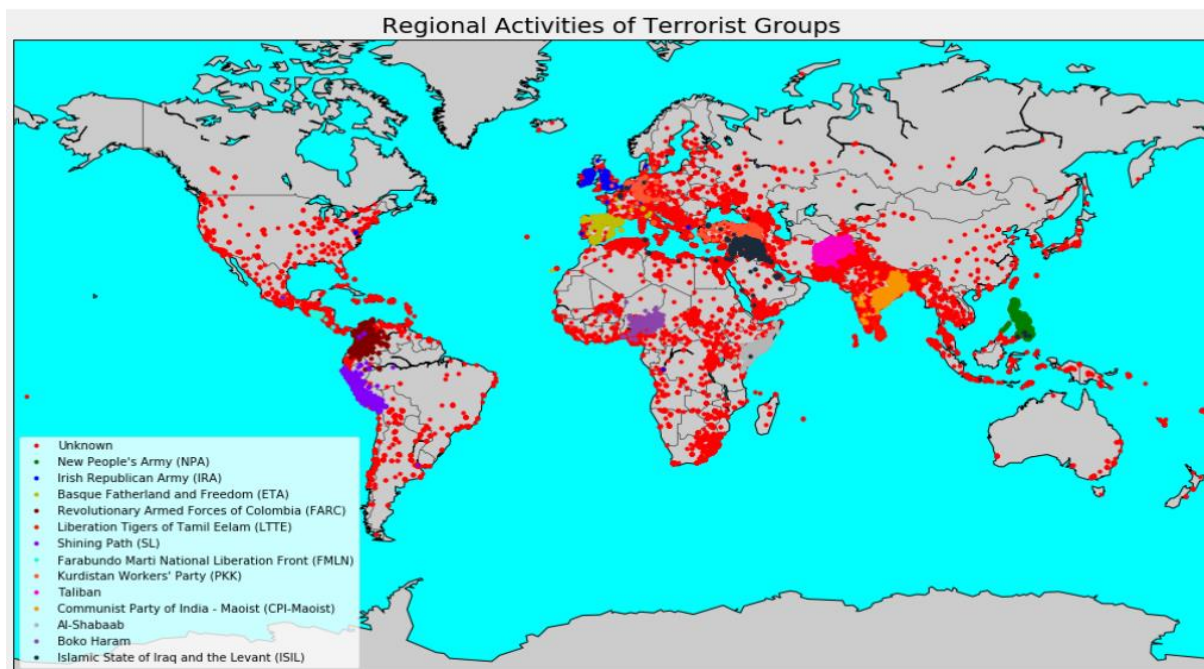 Regional Activities of Terrorist Groups
Unknown
New People's Army (NPA)
Irish Republican Army (IRA)
Basque Fatherland and Freedom (ETA)
Revolutionary Armed Forces of Colombia (FARC)
Liberation Tigers of Tamil Eelam (LTTE)
Shining Path (SL)
Farabundo Marti National Liberation Front (FMLN)
Kurdistan Workers' Party (PKK)
Taliban
Communist Party of India - Maoist (CPI-Maoist)
Al-Shabaab
Boko Haram
Islamic State of Iraq and the Levant (ISIL)